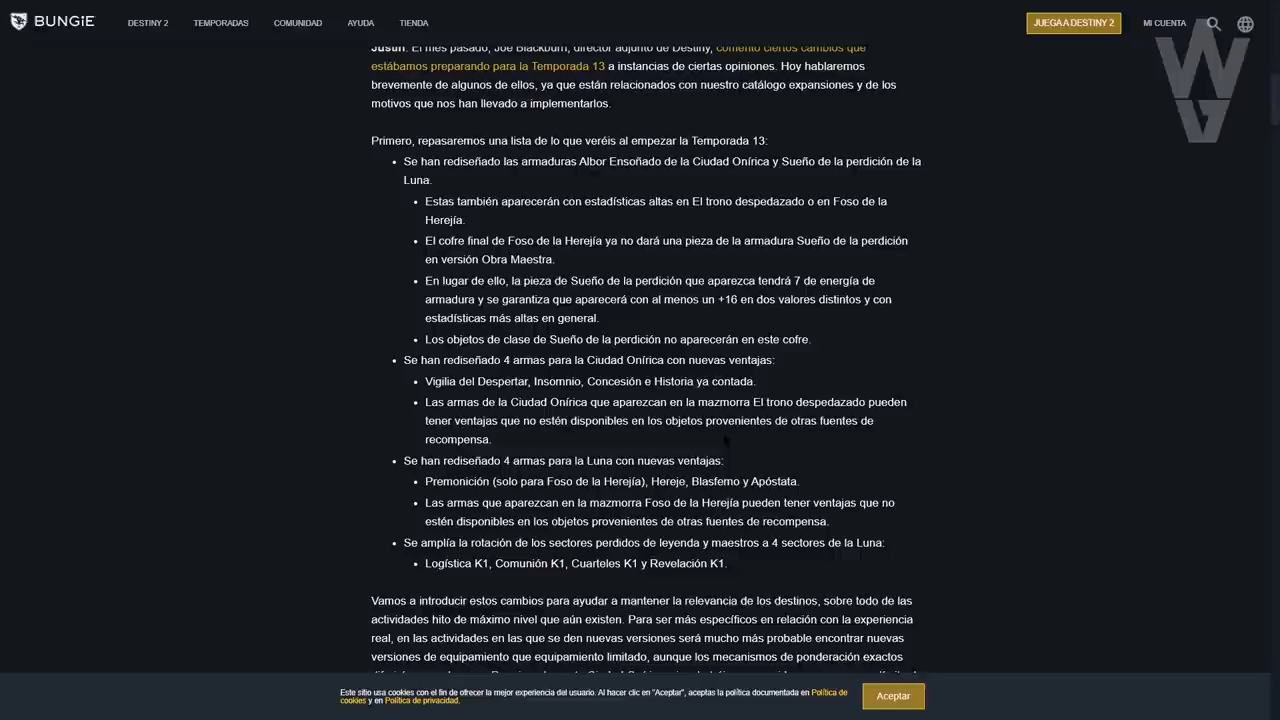 BUNGiE
DESTINY 2
TEMPORADAS
COMUNIDAD
AYUDA
TIENDA
JUEGA A DESTINY 2
MI CUENTA
WG
Justin: El mes pasado, Joe Blackburn, director adjunto de Destiny, comentó ciertos cambios que
estábamos preparando para la Temporada 13 a instancias de ciertas opiniones. Hoy hablaremos
brevemente de algunos de ellos, ya que están relacionados con nuestro catálogo expansiones y de los
motivos que nos han llevado a implementarlos.
Primero, repasaremos una lista de lo que veréis al empezar la Temporada 13:
• Se han rediseñado las armaduras Albor Ensoñado de la Ciudad Onírica y Sueño de la perdición de la
Luna.
• Estas también aparecerán con estadísticas altas en El trono despedazado o en Foso de la
Herejía.
• El cofre final de Foso de la Herejía ya no dará una pieza de la armadura Sueño de la perdición
en versión Obra Maestra.
• En lugar de ello, la pieza de Sueño de la perdición que aparezca tendrá 7 de energía de
armadura y se garantiza que aparecerá con al menos un +16 en dos valores distintos y con
estadísticas más altas en general.
• Los objetos de clase de Sueño de la perdición no aparecerán en este cofre.
• Se han rediseñado 4 armas para la Ciudad Onírica con nuevas ventajas:
• Vigilia del Despertar, Insomnio, Concesión e Historia ya contada.
• Las armas de la Ciudad Onírica que aparezcan en la mazmorra El trono despedazado pueden
tener ventajas que no estén disponibles en los objetos provenientes de otras fuentes de
recompensa.
• Se han rediseñado 4 armas para la Luna con nuevas ventajas:
• Premonición (solo para Foso de la Herejía), Hereje, Blasfemo y Apóstata.
• Las armas que aparezcan en la mazmorra Foso de la Herejía pueden tener ventajas que no
estén disponibles en los objetos provenientes de otras fuentes de recompensa.
• Se amplía la rotación de los sectores perdidos de leyenda y maestros a 4 sectores de la Luna:
• Logística K1, Comunión K1, Cuarteles K1 y Revelación K1.
Vamos a introducir estos cambios para ayudar a mantener la relevancia de los destinos, sobre todo de las
actividades hito de máximo nivel que aún existen. Para ser más específicos en relación con la experiencia
real, en las actividades en las que se den nuevas versiones será mucho más probable encontrar nuevas
versiones de equipamiento que equipamiento limitado, aunque los mecanismos de ponderación exactos
Este sitio usa cookies con el fin de ofrecer la mejor experiencia del usuario. Al hacer clic en "Aceptar", aceptas la política documentada en Política de
cookies y en Política de privacidad.
Aceptar